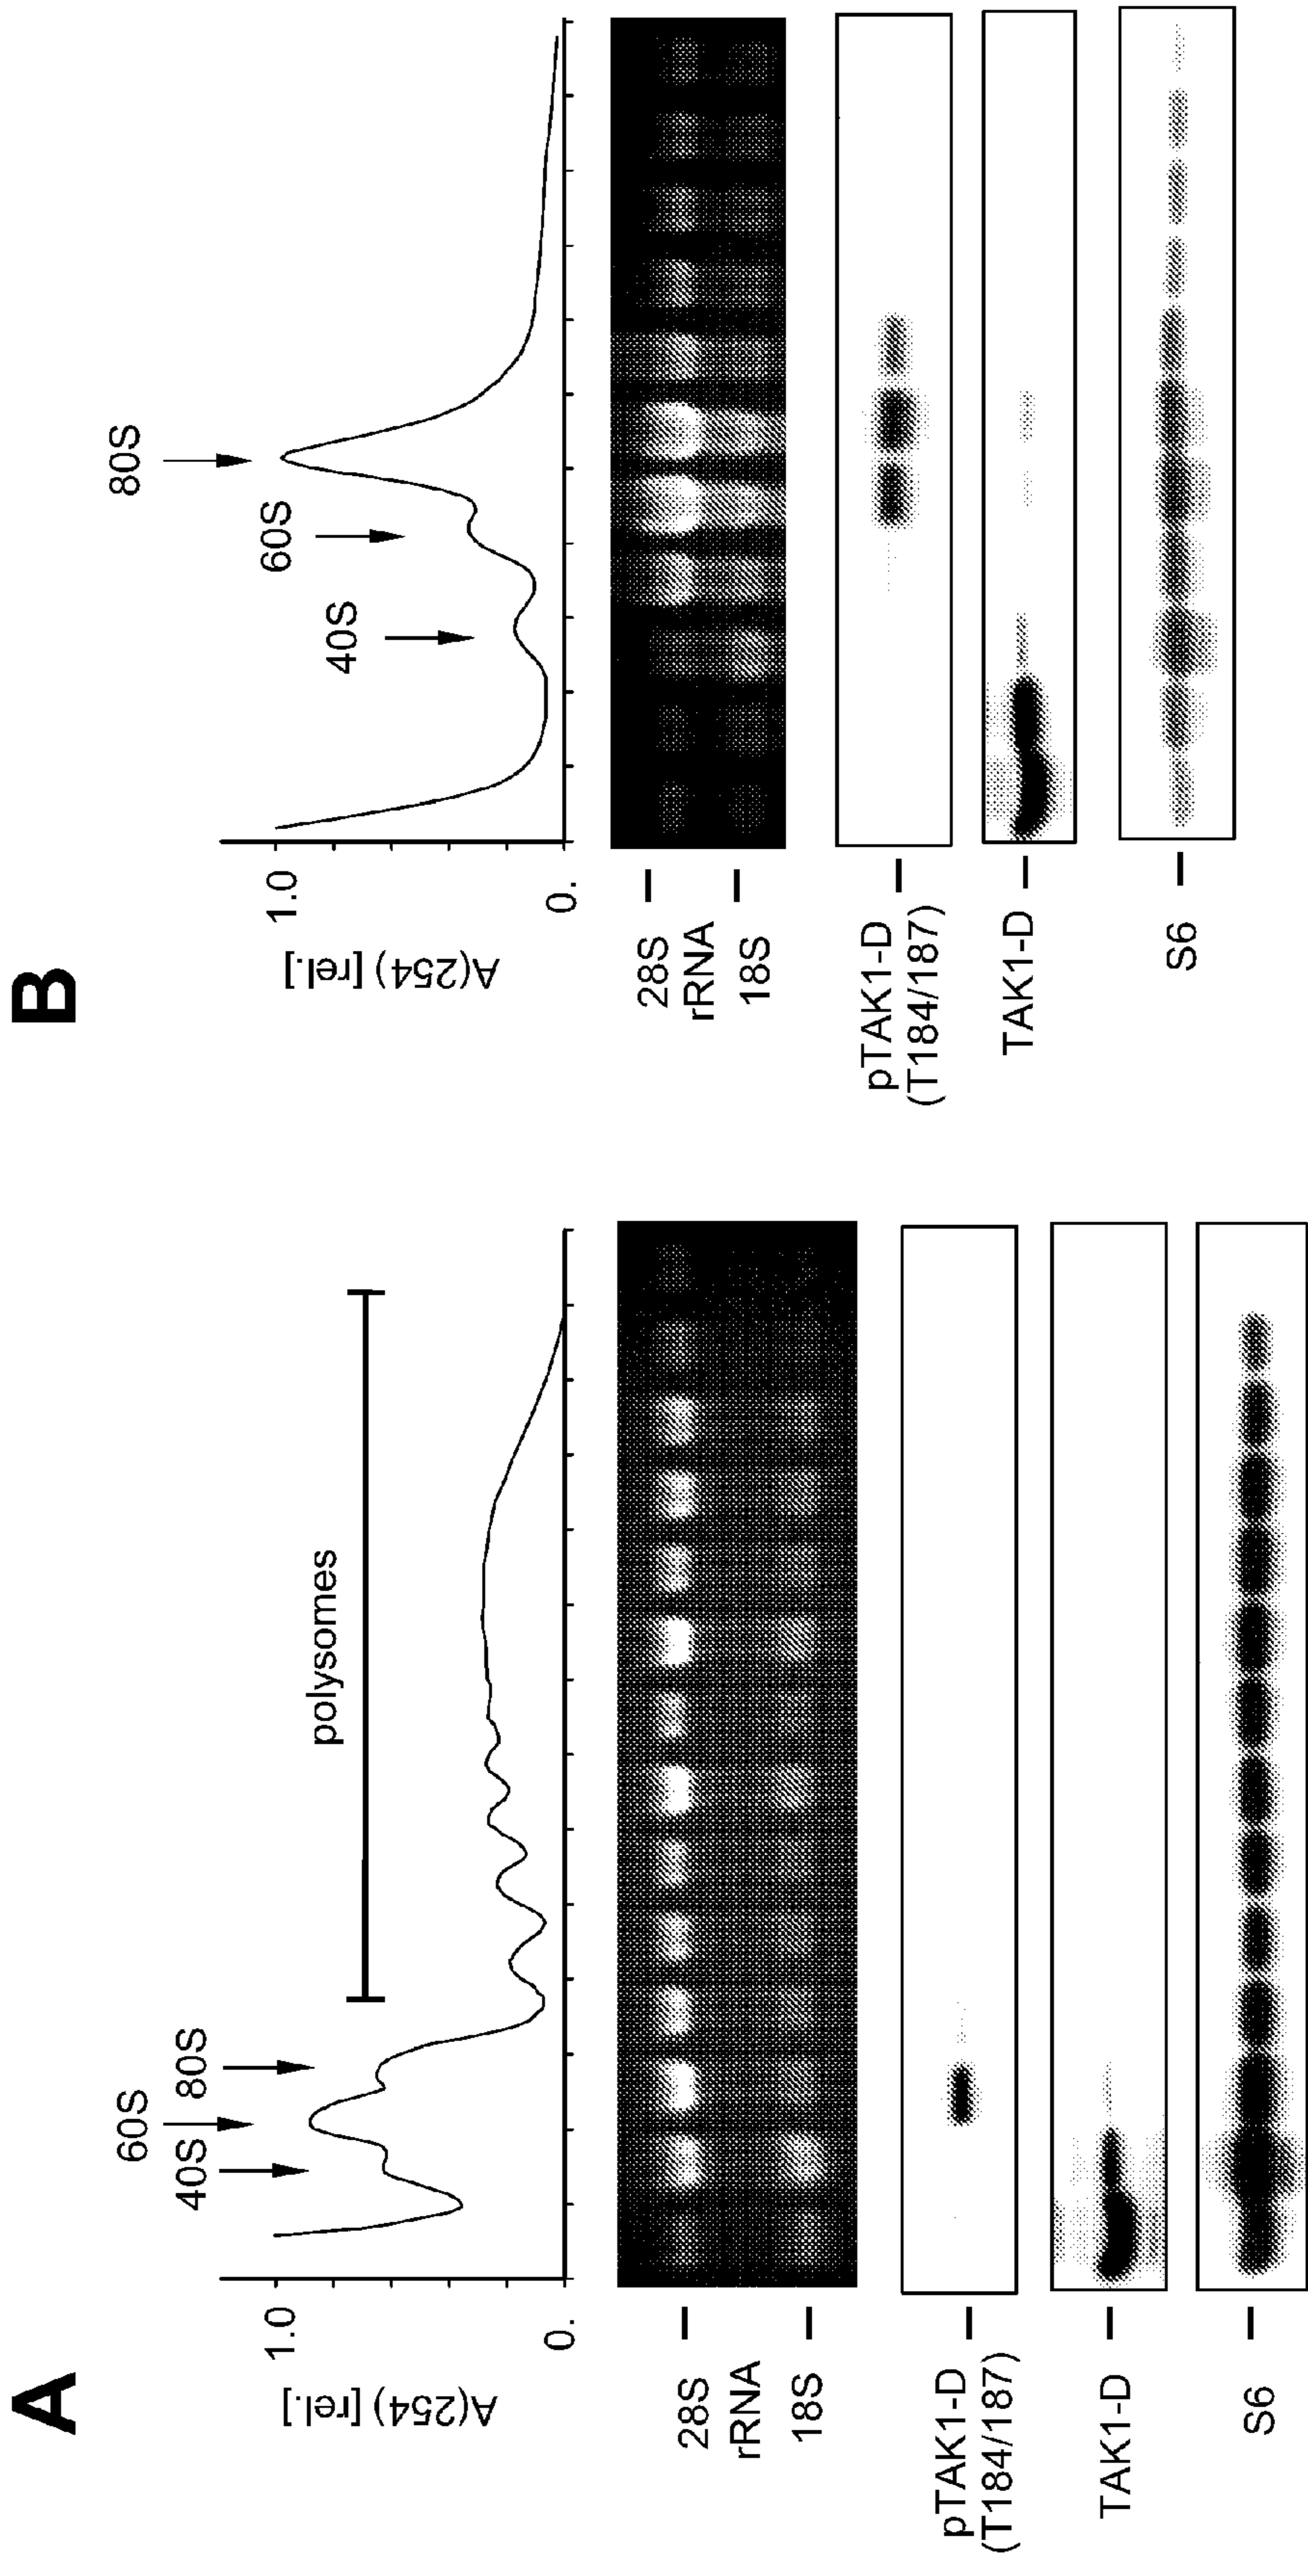 A
A(254) [rel.]
1.0
0.
40S
60S
80S
polysomes
28S
rRNA
18S
pTAK1-D
(T184/187)
TAK1-D
S6
B
A(254) [rel.]
1.0
0.
40S
60S
80S
28S
rRNA
18S
pTAK1-D
(T184/187)
TAK1-D
S6